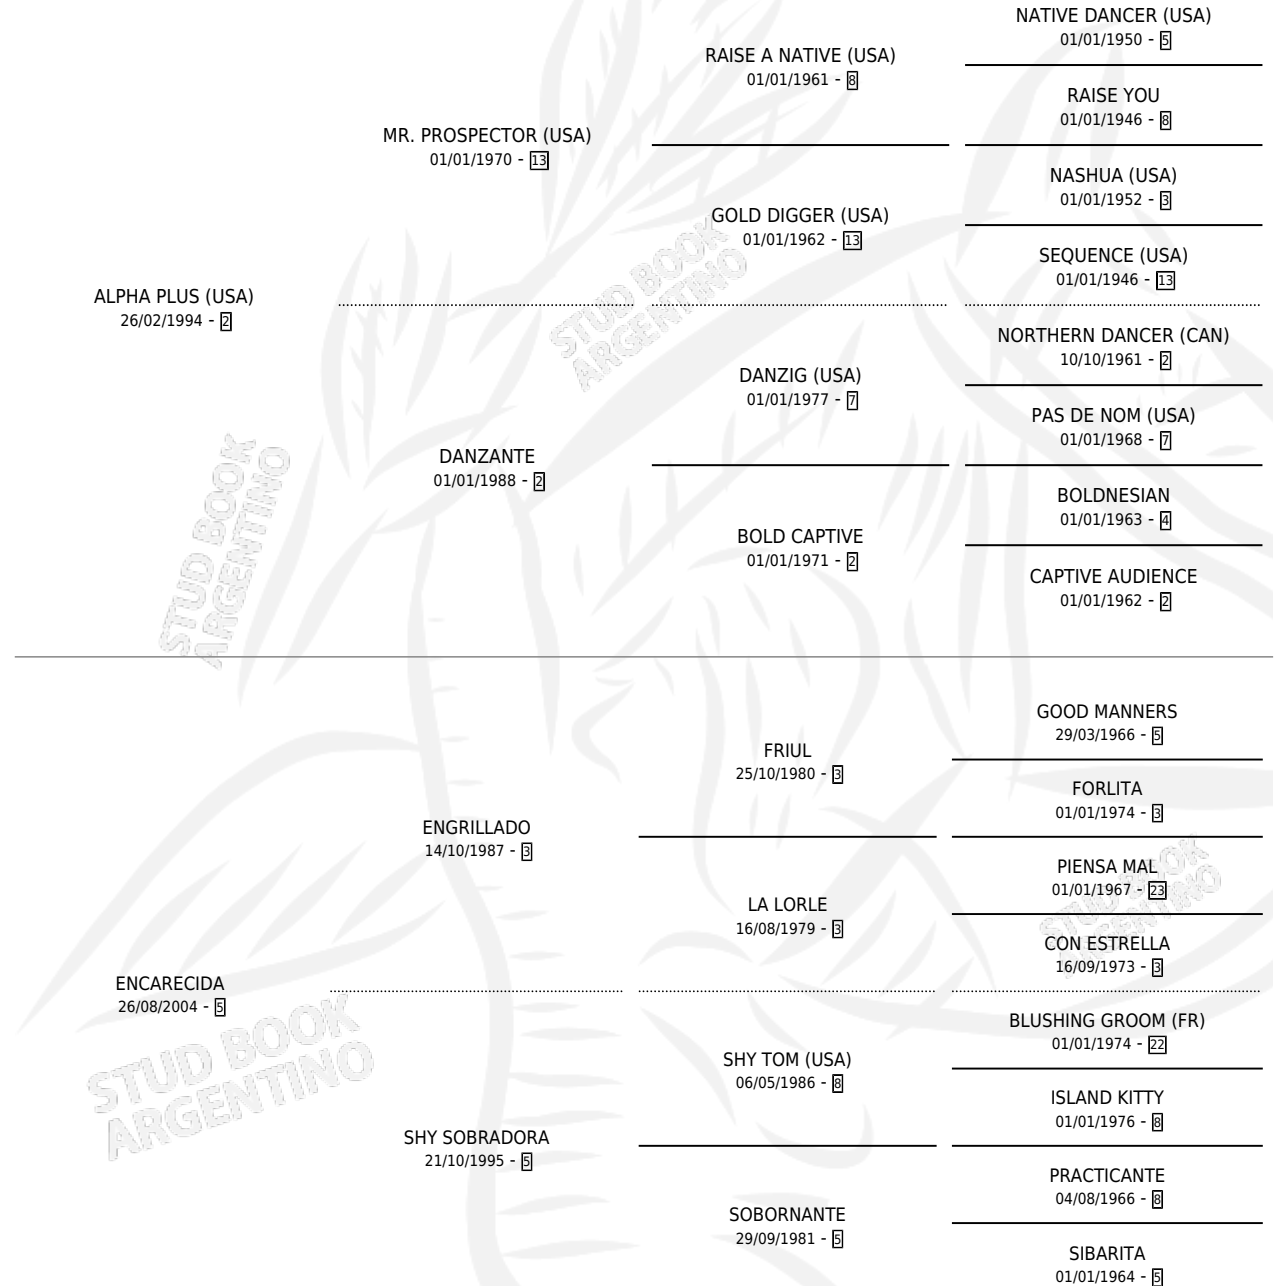 NATIVE DANCER (USA)
01/01/1950 - 5
RAISE A NATIVE (USA)
01/01/1961 - 8
RAISE YOU
01/01/1946 - 8
MR. PROSPECTOR (USA)
01/01/1970 - 13
NASHUA (USA)
01/01/1952 - 3
GOLD DIGGER (USA)
01/01/1962 - 13
SEQUENCE (USA)
01/01/1946 - 13
ALPHA PLUS (USA)
26/02/1994 - 2
NORTHERN DANCER (CAN)
10/10/1961 - 2
DANZIG (USA)
01/01/1977 - 7
PAS DE NOM (USA)
01/01/1968 - 7
DANZANTE
01/01/1988 - 2
BOLDNESIAN
01/01/1963 - 4
BOLD CAPTIVE
01/01/1971 - 2
CAPTIVE AUDIENCE
01/01/1962 - 2
STUD BOOK
ARGENTINO
STUD BOOK
ARGENTINO
GOOD MANNERS
29/03/1966 - 5
FRIUL
25/10/1980 - 3
FORLITA
01/01/1974 - 3
ENGRILLADO
14/10/1987 - 3
PIENSA MAL
01/01/1967 - 23
LA LORLE
16/08/1979 - 3
CON ESTRELLA
16/09/1973 - 3
ENCARECIDA
26/08/2004 - 5
BLUSHING GROOM (FR)
01/01/1974 - 22
SHY TOM (USA)
06/05/1986 - 8
ISLAND KITTY
01/01/1976 - 8
SHY SOBRADORA
21/10/1995 - 5
PRACTICANTE
04/08/1966 - 8
SOBORNANTE
29/09/1981 - 5
SIBARITA
01/01/1964 - 5
STUD BOOK
ARGENTINO
STUD BOOK
ARGENTINO